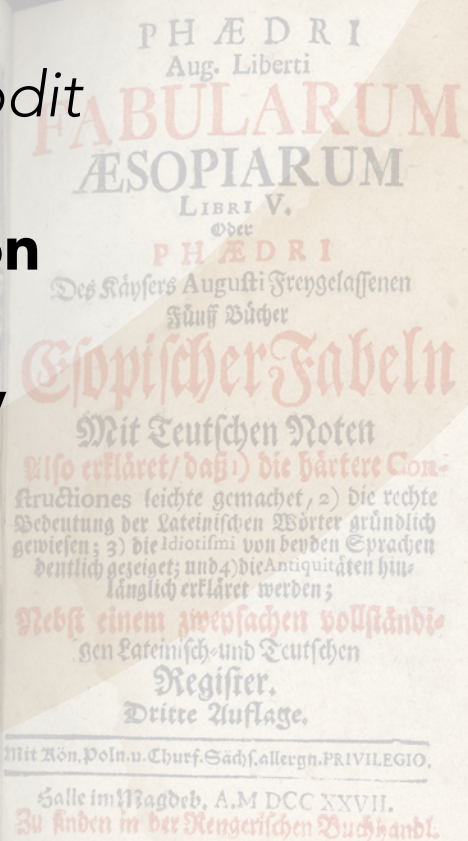 odit
on
y
PHÆDRI
Aug. Liberti
FABULARUM
ÆSOPIARUM
LIBRI V.
Oder
PHÆDRI
Des Käysers Augusti Freygelassenen
Fünff Bücher
Esopischer Fabeln
Mit Teutschen Noten
Also erkläret/ daß 1) die härtere Con-
structiones leichte gemachet, 2) die rechte
Bedeutung der Lateinischen Wörter gründlich
gewiesen; 3) die Idiotismi von beyden Sprachen
deutlich gezeiget; und 4) die Antiquitäten hin-
länglich erkläret werden;
Nebst einem zweyfachen vollständi-
gen Lateinisch-und Teutschen
Register.
Dritte Auflage.
Mit Kön. Poln. u. Churf. Sächs. allergn. PRIVILEGIO.
Halle im Magdeb. A.M DCC XXVII.
Zu finden in der Rengerischen Buchhandl.